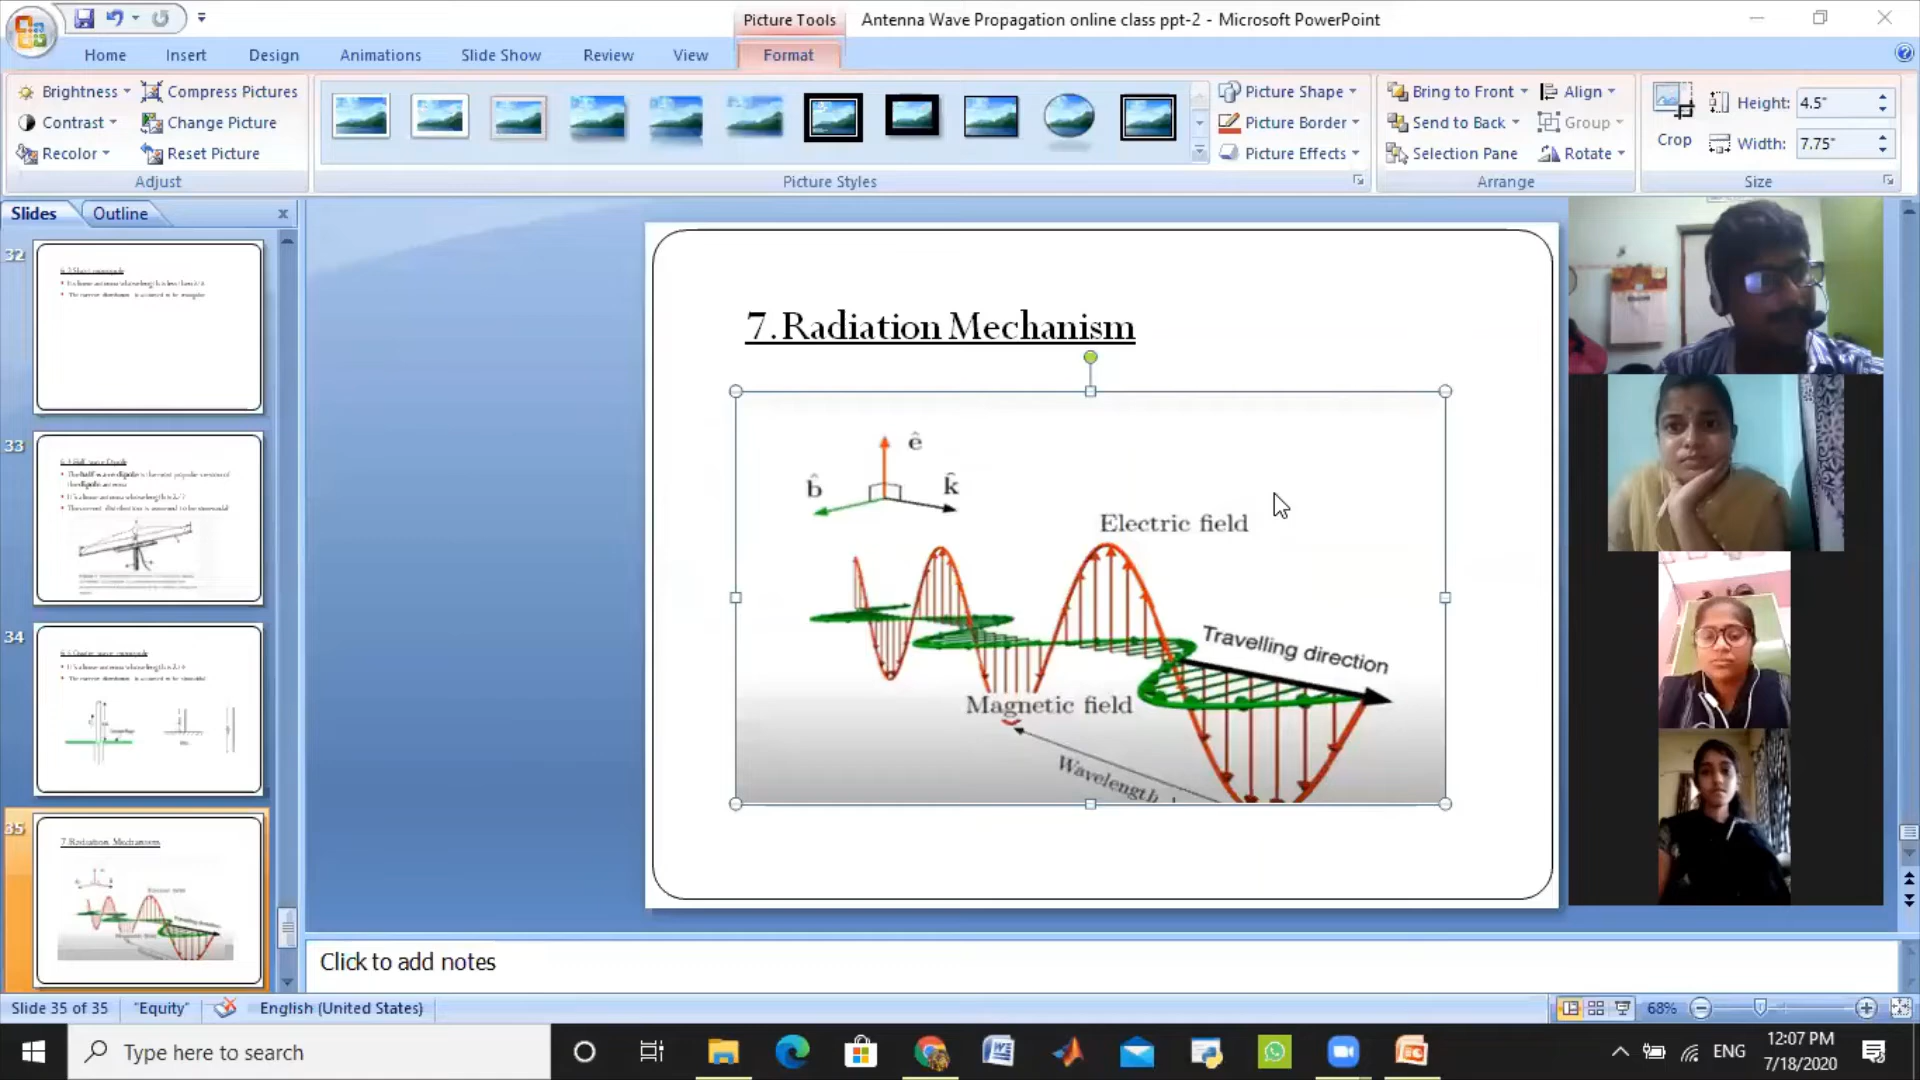 Picture Tools
Antenna Wave Propagation online class ppt-2 - Microsoft PowerPoint
Home
Insert
Design
Animations
Slide Show
Review
View
Format
Brightness
Compress Pictures
Contrast
Change Picture
Recolor
Reset Picture
Adjust
Picture Styles
Picture Shape
Picture Border
Picture Effects
Bring to Front
Align
Send to Back
Group
Selection Pane
Rotate
Arrange
Crop
Height: 4.5"
Width: 7.75"
Size
Slides
Outline
32
33
34
35
7.Radiation Mechanism
7.Radiation Mechanism
ê
b̂
k̂
Electric field
Travelling direction
Magnetic field
Wavelength
Click to add notes
Slide 35 of 35
"Equity"
English (United States)
68%
Type here to search
ENG
12:07 PM
7/18/2020